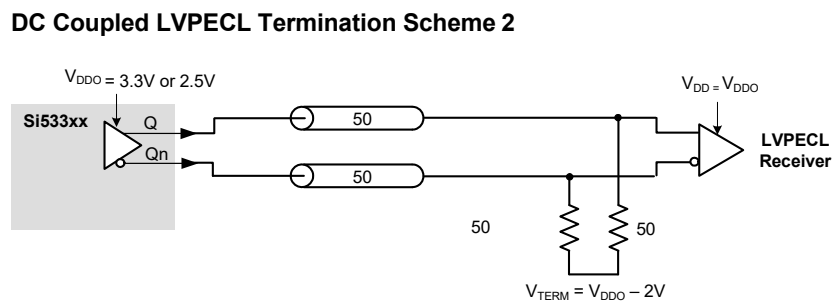 DC Coupled LVPECL Termination Scheme 2
VDDO = 3.3V or 2.5V
VDD = VDDO
Si533xx
Q
50
LVPECL
Receiver
Qn
50
50
50
VTERM = VDDO – 2V